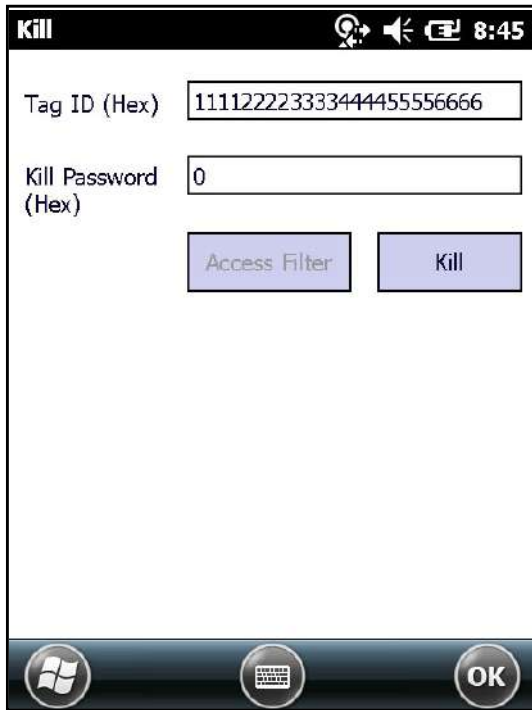 Kill 8:45
Tag ID (Hex) 111122223333444455556666
Kill Password 0
(Hex)
Access Filter Kill
OK